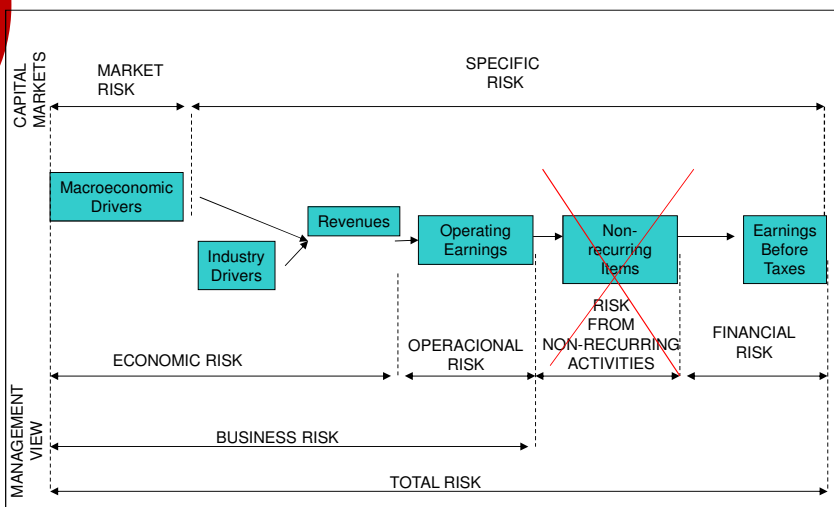 CAPITAL
MARKETS
MARKET
RISK
SPECIFIC
RISK
Macroeconomic
Drivers
Industry
Drivers
Revenues
Operating
Earnings
Non-
recurring
Items
Earnings
Before
Taxes
ECONOMIC RISK
OPERACIONAL
RISK
RISK
FROM
NON-RECURRING
ACTIVITIES
FINANCIAL
RISK
MANAGEMENT
VIEW
BUSINESS RISK
TOTAL RISK